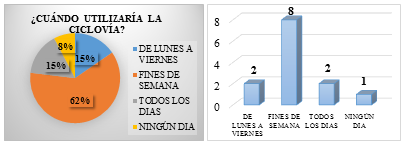 ¿CUÁNDO UTILIZARÍA LA
CICLOVÍA?
8%
15%
15%
62%
DE LUNES A
VIERNES
FINES DE
SEMANA
TODOS LOS
DIAS
NINGÚN DIA
8
6
4
2
0
2
8
2
1
DE
LUNES A
VIERNES
FINES DE
SEMANA
TODOS
LOS DIAS
NINGÚN
DIA